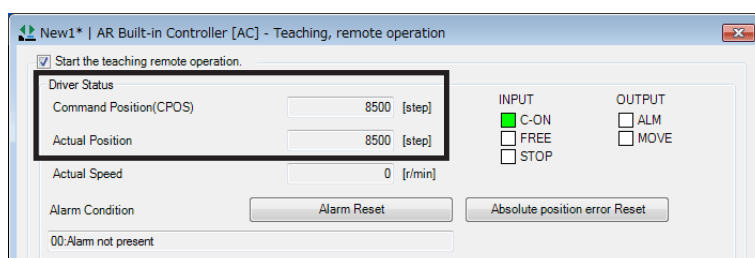 New1* | AR Built-in Controller [AC] - Teaching, remote operation
Start the teaching remote operation.
Driver Status
Command Position(CPOS) 8500 [step]
Actual Position 8500 [step]
Actual Speed 0 [r/min]
INPUT OUTPUT
C-ON ALM
FREE MOVE
STOP
Alarm Condition Alarm Reset Absolute position error Reset
00:Alarm not present